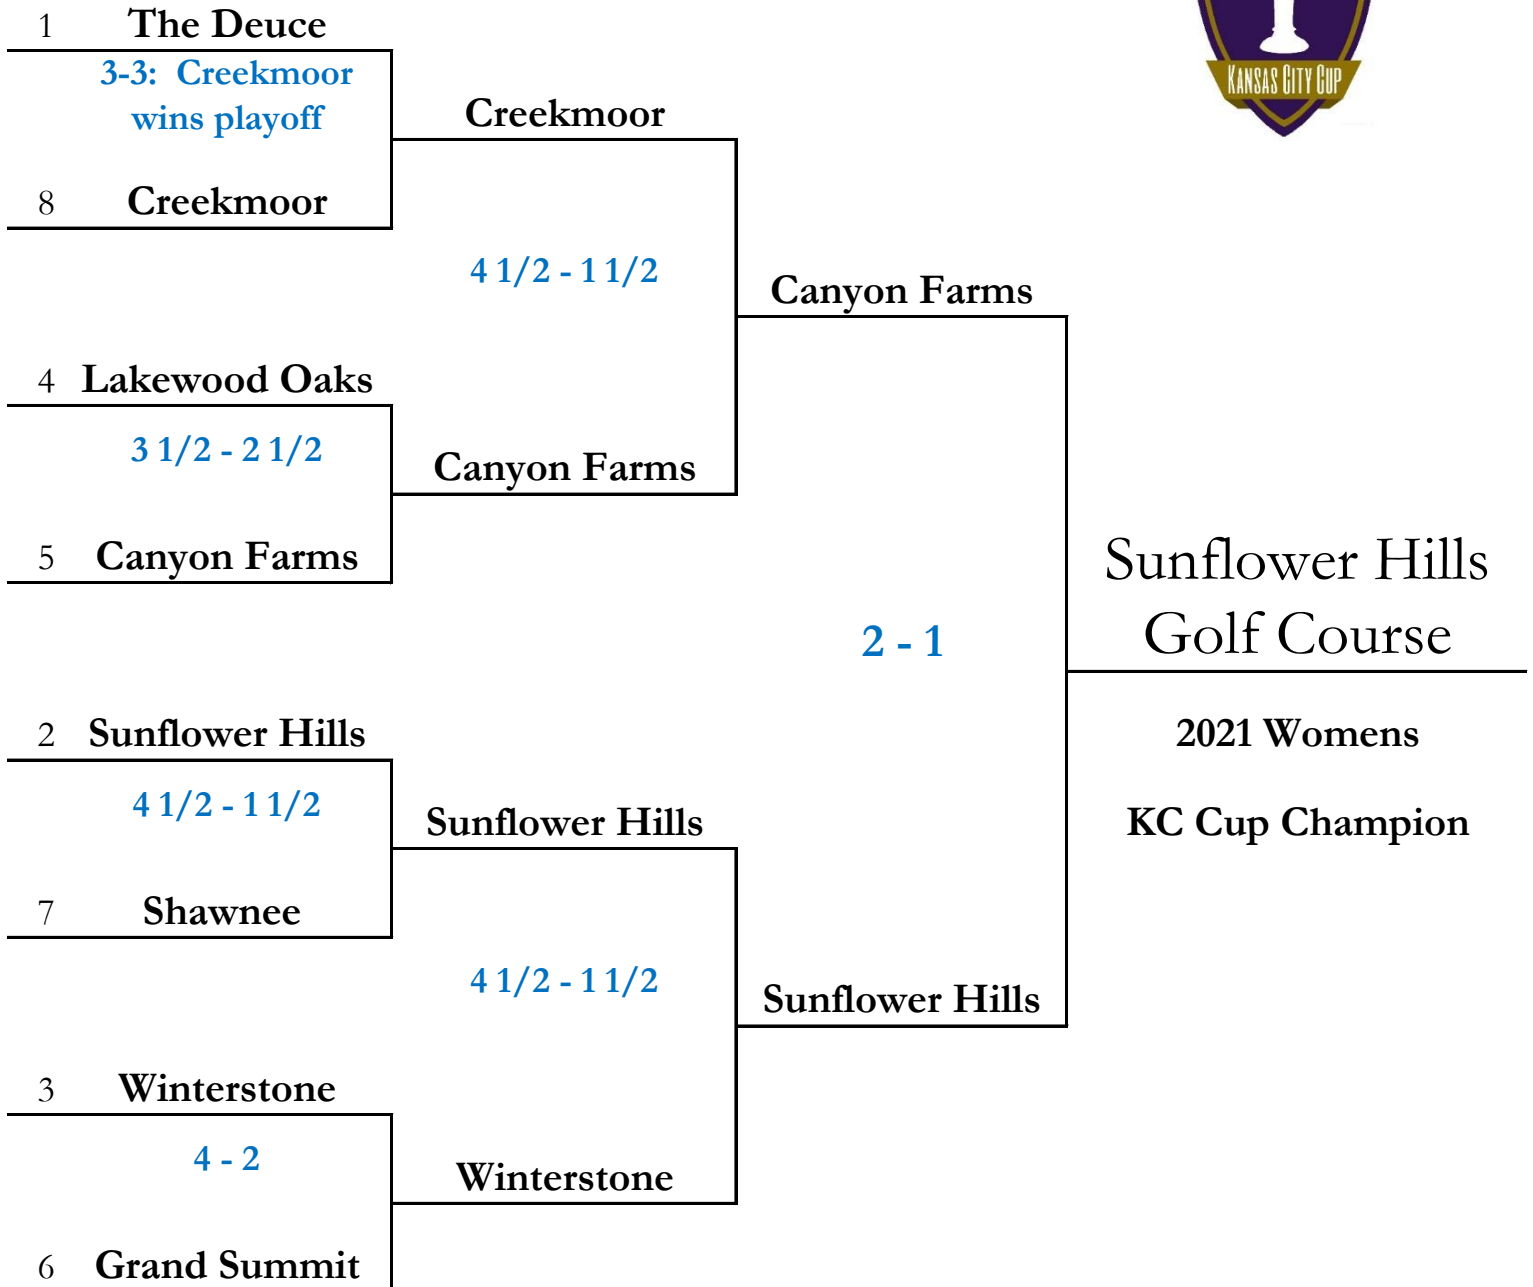 1 The Deuce
3-3: Creekmoor
wins playoff
8 Creekmoor
Creekmoor
4 1/2 - 1 1/2
4 Lakewood Oaks
3 1/2 - 2 1/2
5 Canyon Farms
Canyon Farms
Canyon Farms
2 - 1
2 Sunflower Hills
4 1/2 - 1 1/2
7 Shawnee
Sunflower Hills
4 1/2 - 1 1/2
3 Winterstone
4 - 2
6 Grand Summit
Winterstone
Sunflower Hills
Sunflower Hills
Golf Course
2021 Womens
KC Cup Champion
KANSAS CITY CUP